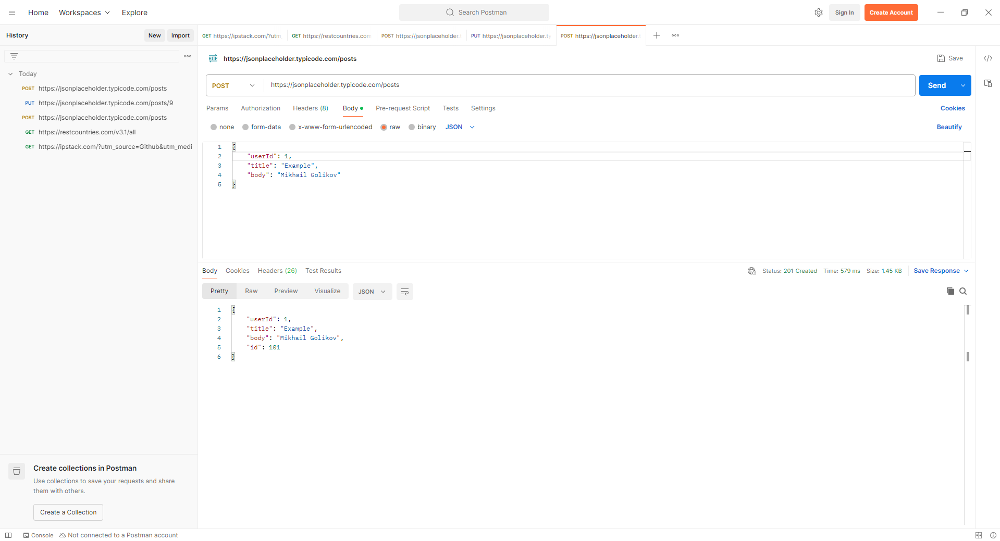 Home Workspaces Explore Search Postman Sign In Create Account
History New Import
GET https://ipstack.com/?utm GET https://restcountries.com POST https://jsonplaceholder. PUT https://jsonplaceholder.ty POST https://jsonplaceholder.
Today
POST https://jsonplaceholder.typicode.com/posts
PUT https://jsonplaceholder.typicode.com/posts/9
POST https://jsonplaceholder.typicode.com/posts
GET https://restcountries.com/v3.1/all
GET https://ipstack.com/?utm_source=Github&utm_medi
HTTP https://jsonplaceholder.typicode.com/posts Save
POST https://jsonplaceholder.typicode.com/posts Send
Params Authorization Headers (8) Body Pre-request Script Tests Settings Cookies
none form-data x-www-form-urlencoded raw binary JSON Beautify
1 {
2 "userId": 1,
3 "title": "Example",
4 "body": "Mikhail Golikov"
5 }
Body Cookies Headers (26) Test Results Status: 201 Created Time: 579 ms Size: 1.45 KB Save Response
Pretty Raw Preview Visualize JSON
1 {
2 "userId": 1,
3 "title": "Example",
4 "body": "Mikhail Golikov",
5 "id": 101
6 }
Create collections in Postman
Use collections to save your requests and share
them with others.
Create a Collection
Console Not connected to a Postman account